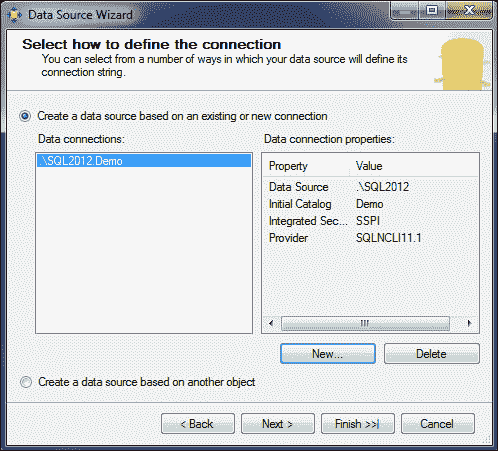 Data Source Wizard
Select how to define the connection
You can select from a number of ways in which your data source will define its
connection string.
Create a data source based on an existing or new connection
Data connections:
Data connection properties:
.\SQL2012.Demo
Property Value
Data Source .\SQL2012
Initial Catalog Demo
Integrated Sec... SSPI
Provider SQLNCLI11.1
New...
Delete
Create a data source based on another object
< Back
Next >
Finish >>|
Cancel